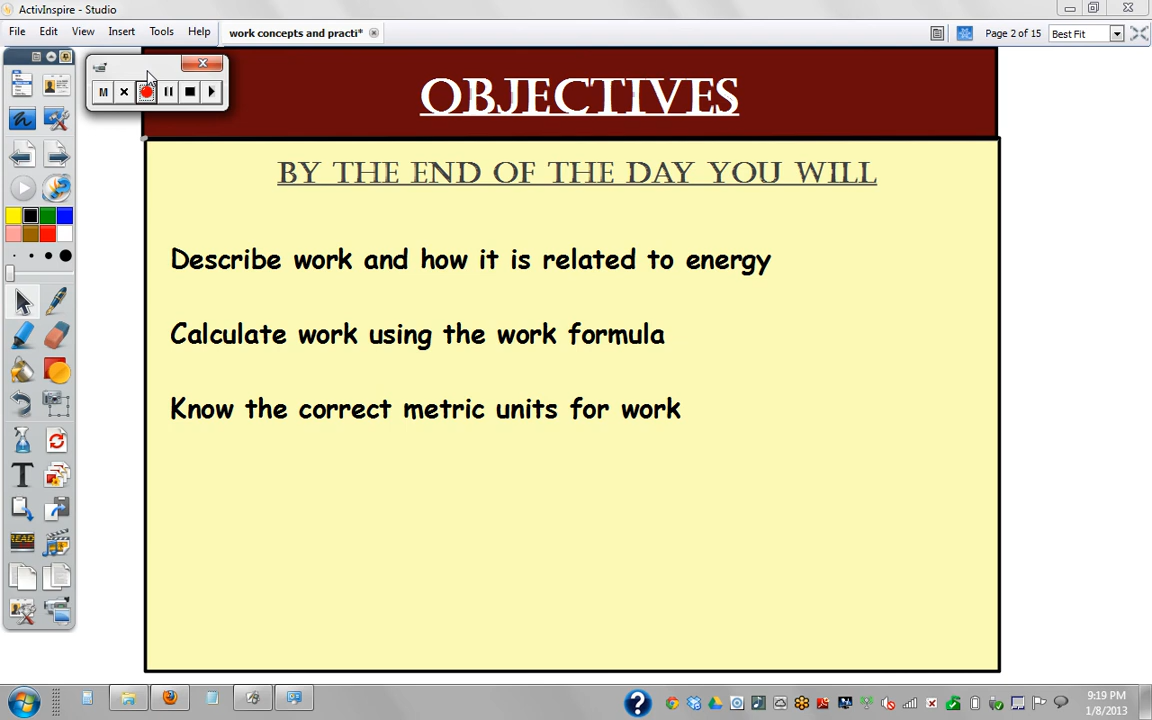 ActivInspire - Studio
File Edit View Insert Tools Help
work concepts and practi*
Page 2 of 15
Best Fit
M
OBJECTIVES
BY THE END OF THE DAY YOU WILL
Describe work and how it is related to energy
Calculate work using the work formula
Know the correct metric units for work
T
READ
9:19 PM
1/8/2013